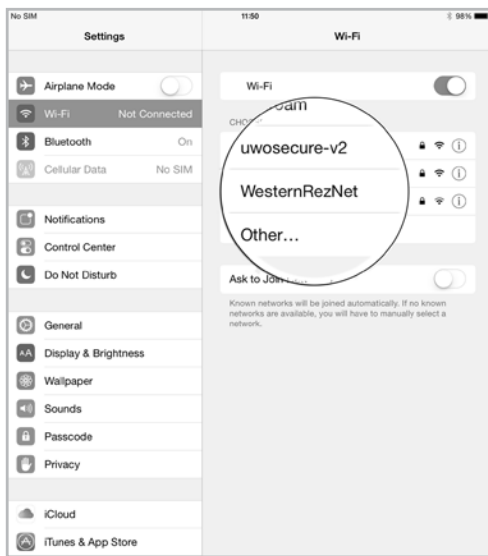 No SIM 11:50 98%
Settings Wi-Fi
Airplane Mode
Wi-Fi Not Connected
Bluetooth On
Cellular Data No SIM
Notifications
Control Center
Do Not Disturb
General
Display & Brightness
Wallpaper
Sounds
Passcode
Privacy
iCloud
iTunes & App Store
Wi-Fi
uwosecure-v2
WesternRezNet
Other...
Ask to Join
Known networks will be joined automatically. If no known
networks are available, you will have to manually select a
network.